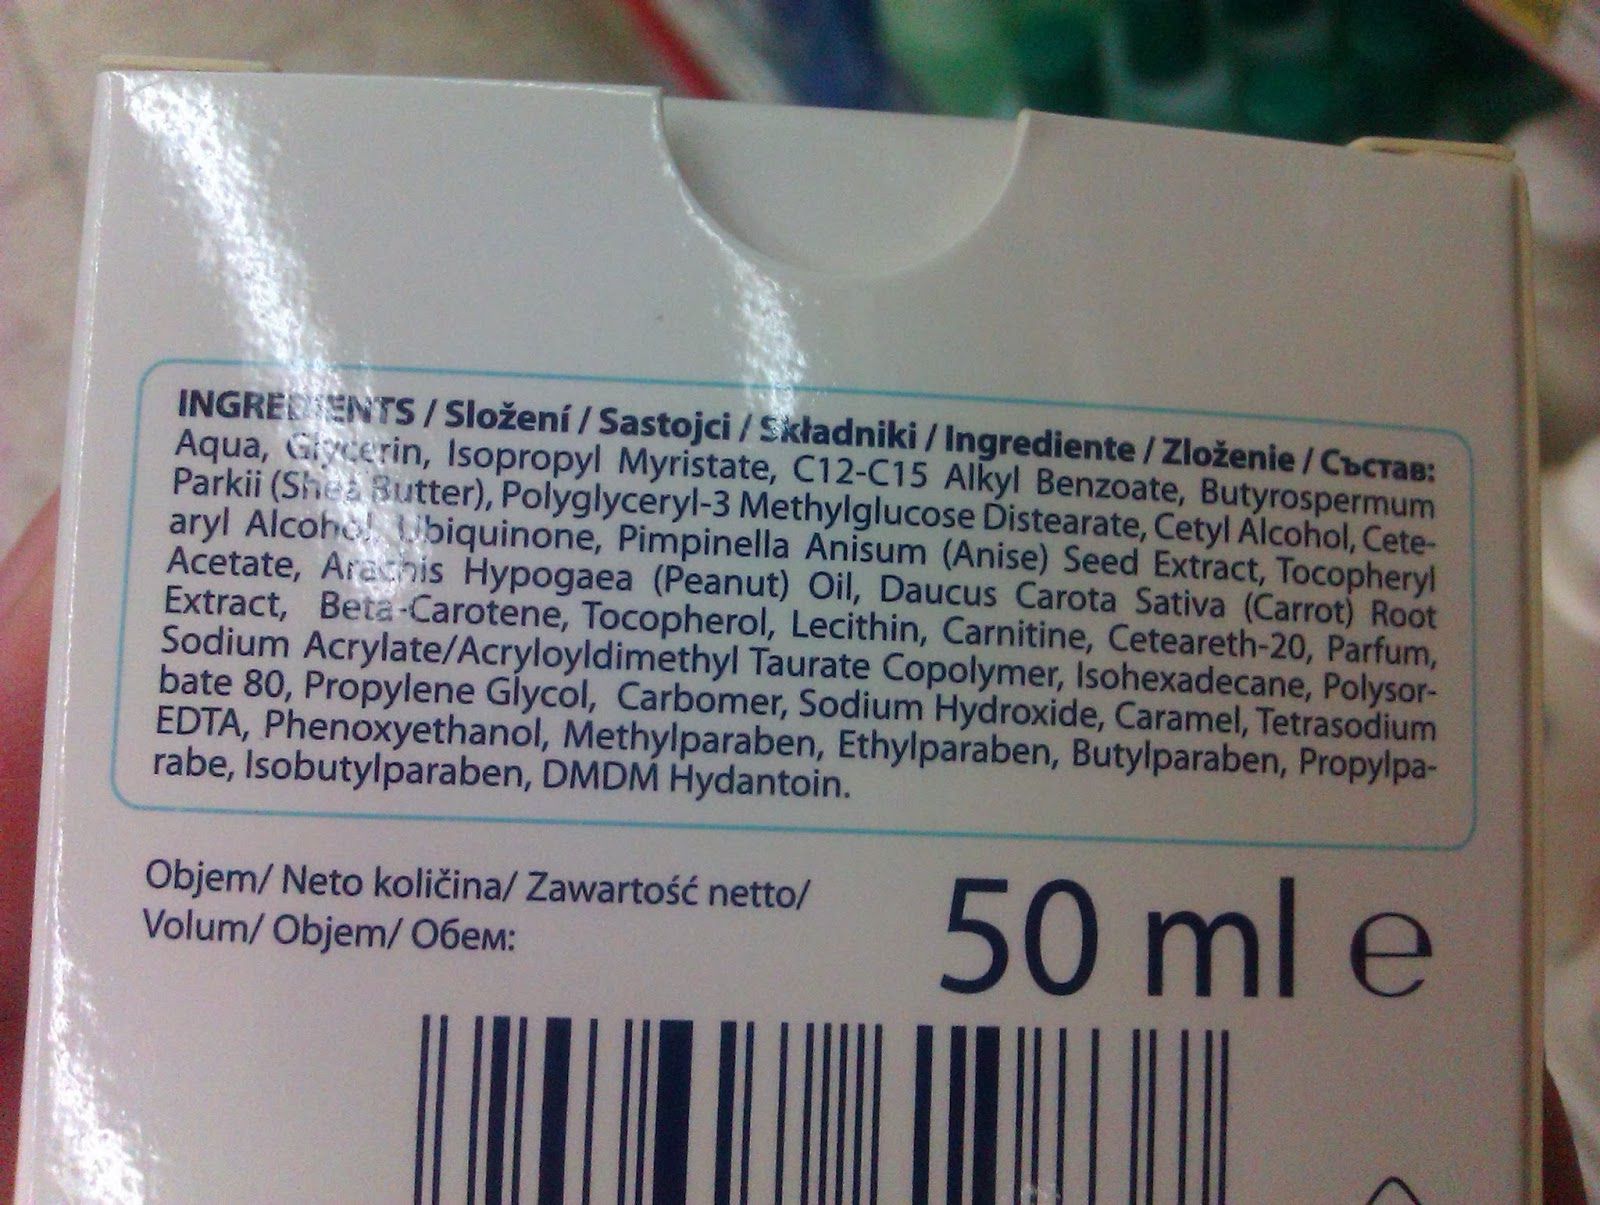 INGREDIENTS / Složení / Sastojci / Składniki / Ingrediente / Zloženie / Състав:
Aqua, Glycerin, Isopropyl Myristate, C12-C15 Alkyl Benzoate, Butyrospermum
Parkii (Shea Butter), Polyglyceryl-3 Methylglucose Distearate, Cetyl Alcohol, Cete-
aryl Alcohol, Ubiquinone, Pimpinella Anisum (Anise) Seed Extract, Tocopheryl
Acetate, Arachis Hypogaea (Peanut) Oil, Daucus Carota Sativa (Carrot) Root
Extract, Beta-Carotene, Tocopherol, Lecithin, Carnitine, Ceteareth-20, Parfum,
Sodium Acrylate/Acryloyldimethyl Taurate Copolymer, Isohexadecane, Polysor-
bate 80, Propylene Glycol, Carbomer, Sodium Hydroxide, Caramel, Tetrasodium
EDTA, Phenoxyethanol, Methylparaben, Ethylparaben, Butylparaben, Propylpa-
rabe, Isobutylparaben, DMDM Hydantoin.
Objem/ Neto količina/ Zawartość netto/
Volum/ Objem/ Обем:
50 ml e